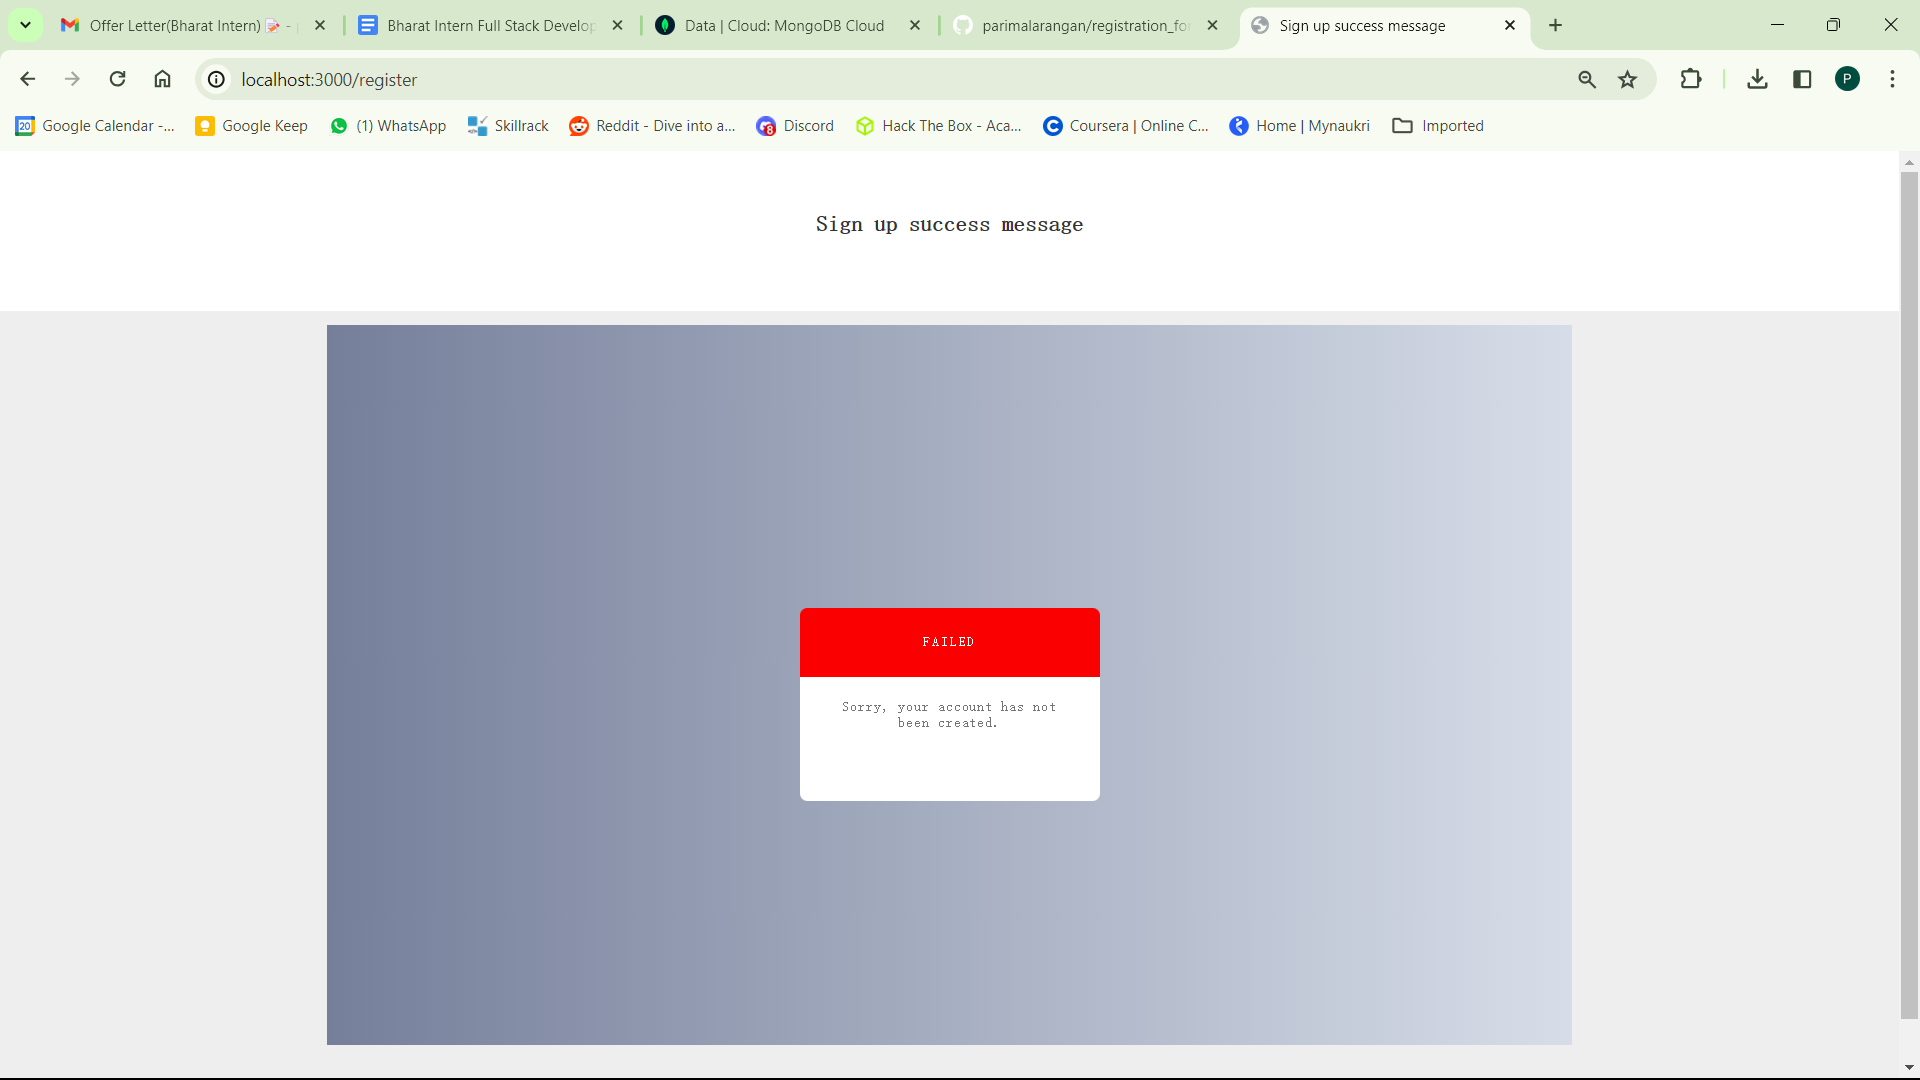 Offer Letter(Bharat Intern) 📝 -
Bharat Intern Full Stack Develop
Data | Cloud: MongoDB Cloud
parimalarangan/registration_fo
Sign up success message
localhost:3000/register
P
20
Google Calendar -...
Google Keep
(1) WhatsApp
Skillrack
8
Reddit - Dive into a...
Discord
Hack The Box - Aca...
Coursera | Online C...
Home | Mynaukri
Imported
Sign up success message
FAILED
Sorry, your account has not
been created.